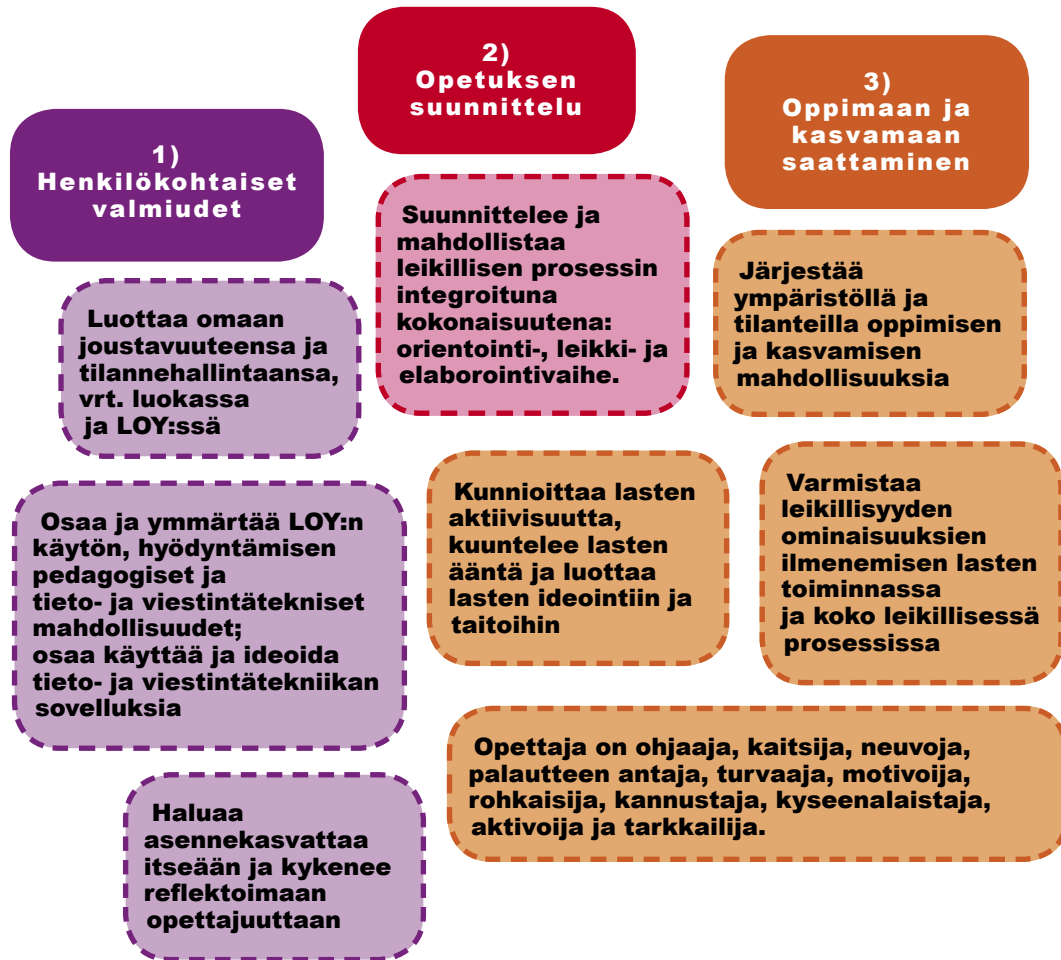 1)
Henkilökohtaiset
valmiudet
Luottaa omaan
joustavuuteensa ja
tilannehallintaansa,
vrt. luokassa
ja LOY:ssä
Osaa ja ymmärtää LOY:n
käytön, hyödyntämisen
pedagogiset ja
tieto- ja viestintätekniset
mahdollisuudet;
osaa käyttää ja ideoida
tieto- ja viestintätekniikan
sovelluksia
Haluaa
asennekasvattaa
itseään ja kykenee
reflektoimaan
opettajuuttaan
2)
Opetuksen
suunnittelu
Suunnittelee ja
mahdollistaa
leikillisen prosessin
integroituna
kokonaisuutena:
orientointi-, leikki- ja
elaborointivaihe.
3)
Oppimaan ja
kasvamaan
saattaminen
Järjestää
ympäristöllä ja
tilanteilla oppimisen
ja kasvamisen
mahdollisuuksia
Kunnioittaa lasten
aktiivisuutta,
kuuntelee lasten
ääntä ja luottaa
lasten ideointiin ja
taitoihin
Varmistaa
leikillisyyden
ominaisuuksien
ilmenemisen lasten
toiminnassa
ja koko leikillisessä
prosessissa
Opettaja on ohjaaja, kaitsija, neuvoja,
palautteen antaja, turvaaja, motivoija,
rohkaisija, kannustaja, kyseenalaistaja,
aktivoija ja tarkkailija.